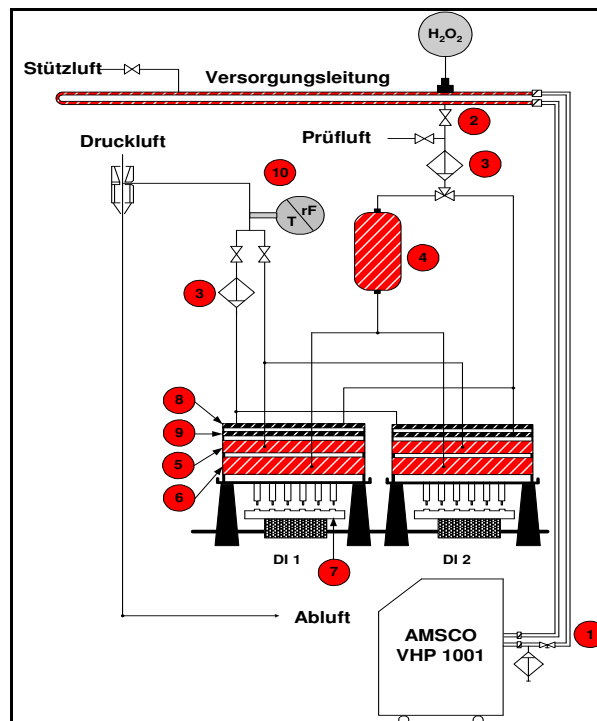 H2O2
Stützluft
Versorgungsleitung
2
Druckluft
Prüfluft
3
10
T rF
4
3
8
9
5
6
DI 1
7
DI 2
Abluft
AMSCO
VHP 1001
1